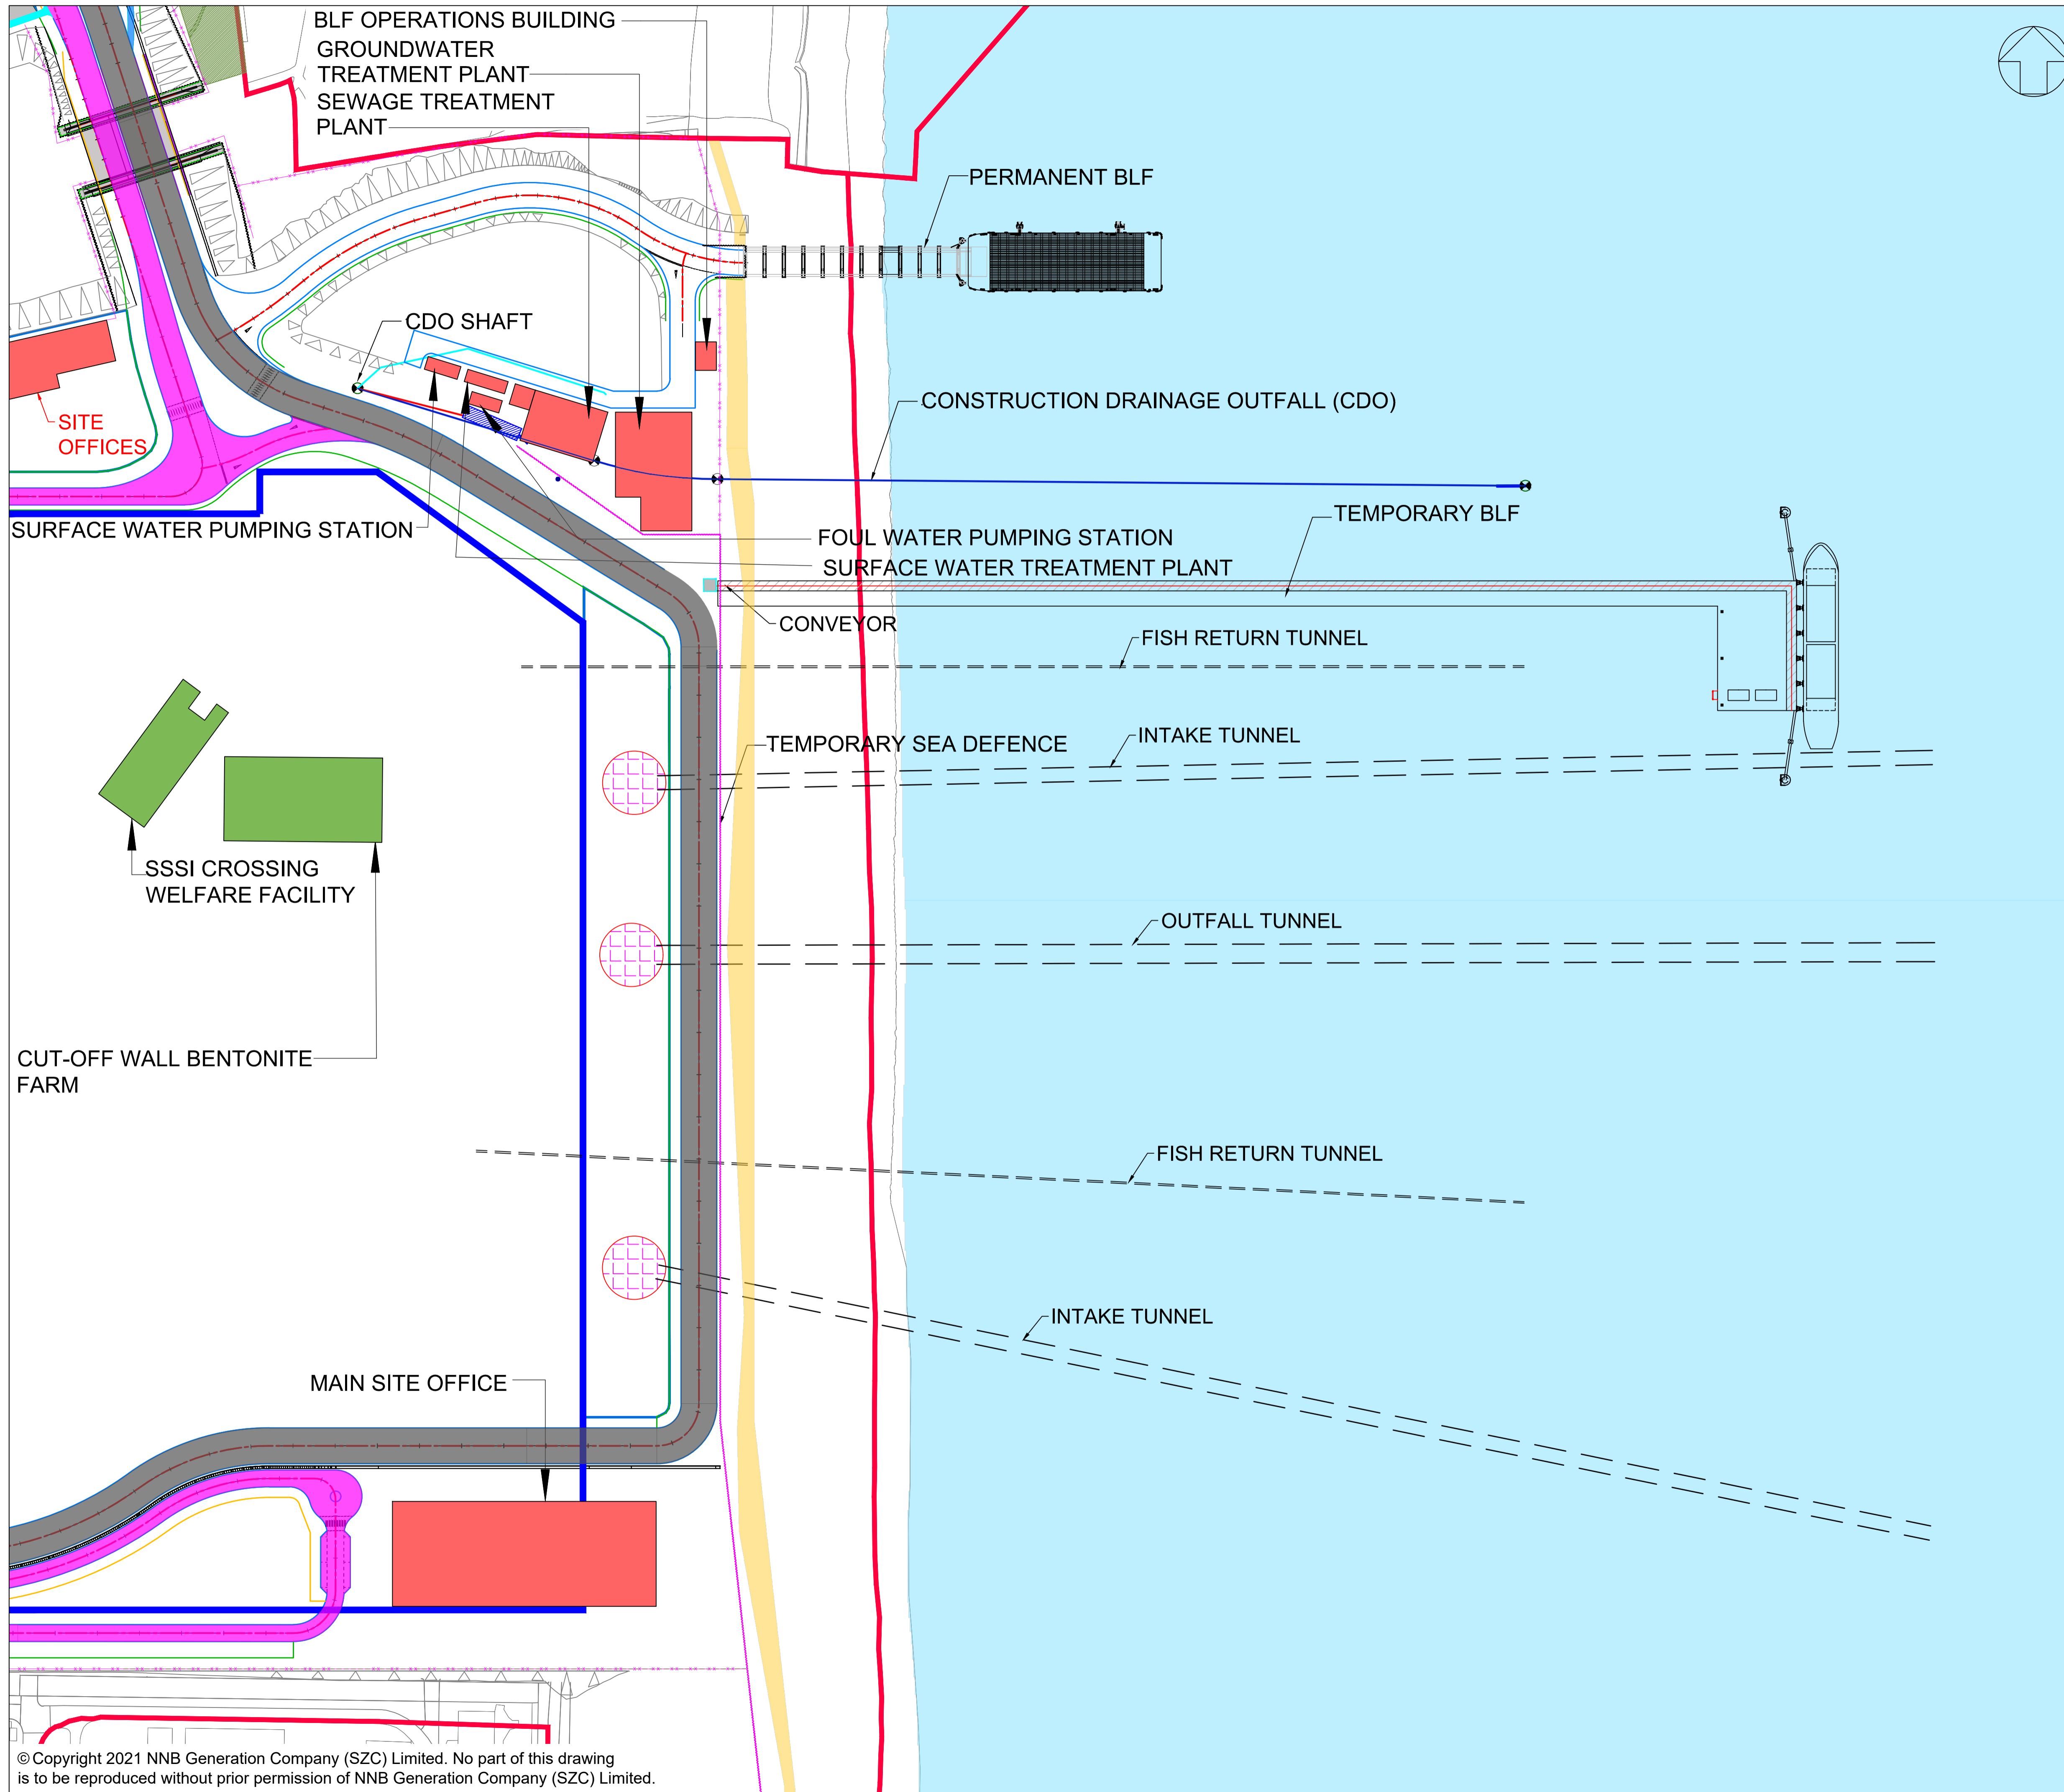 BLF OPERATIONS BUILDING
GROUNDWATER
TREATMENT PLANT
SEWAGE TREATMENT
PLANT
PERMANENT BLF
CDO SHAFT
CONSTRUCTION DRAINAGE OUTFALL (CDO)
SITE
OFFICES
SURFACE WATER PUMPING STATION
TEMPORARY BLF
FOUL WATER PUMPING STATION
SURFACE WATER TREATMENT PLANT
CONVEYOR
FISH RETURN TUNNEL
TEMPORARY SEA DEFENCE
INTAKE TUNNEL
SSSI CROSSING
WELFARE FACILITY
OUTFALL TUNNEL
CUT-OFF WALL BENTONITE
FARM
FISH RETURN TUNNEL
INTAKE TUNNEL
MAIN SITE OFFICE
© Copyright 2021 NNB Generation Company (SZC) Limited. No part of this drawing
is to be reproduced without prior permission of NNB Generation Company (SZC) Limited.